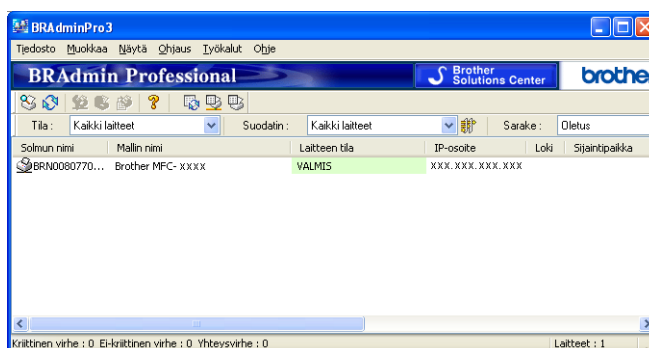 BRAdminPro3
Tiedosto Muokkaa Näytä Ohjaus Työkalut Ohje
BRAdmin Professional Brother Solutions Center brothe
Tila : Kaikki laitteet Suodatin : Kaikki laitteet Sarake : Oletus
Solmun nimi Mallin nimi Laitteen tila IP-osoite Loki Sijaintipaikka
BRN0080770... Brother MFC- XXXX VALMIS XXX.XXX.XXX.XXX
Kriittinen virhe : 0 Ei-kriittinen virhe : 0 Yhteysvirhe : 0 Laitteet : 1